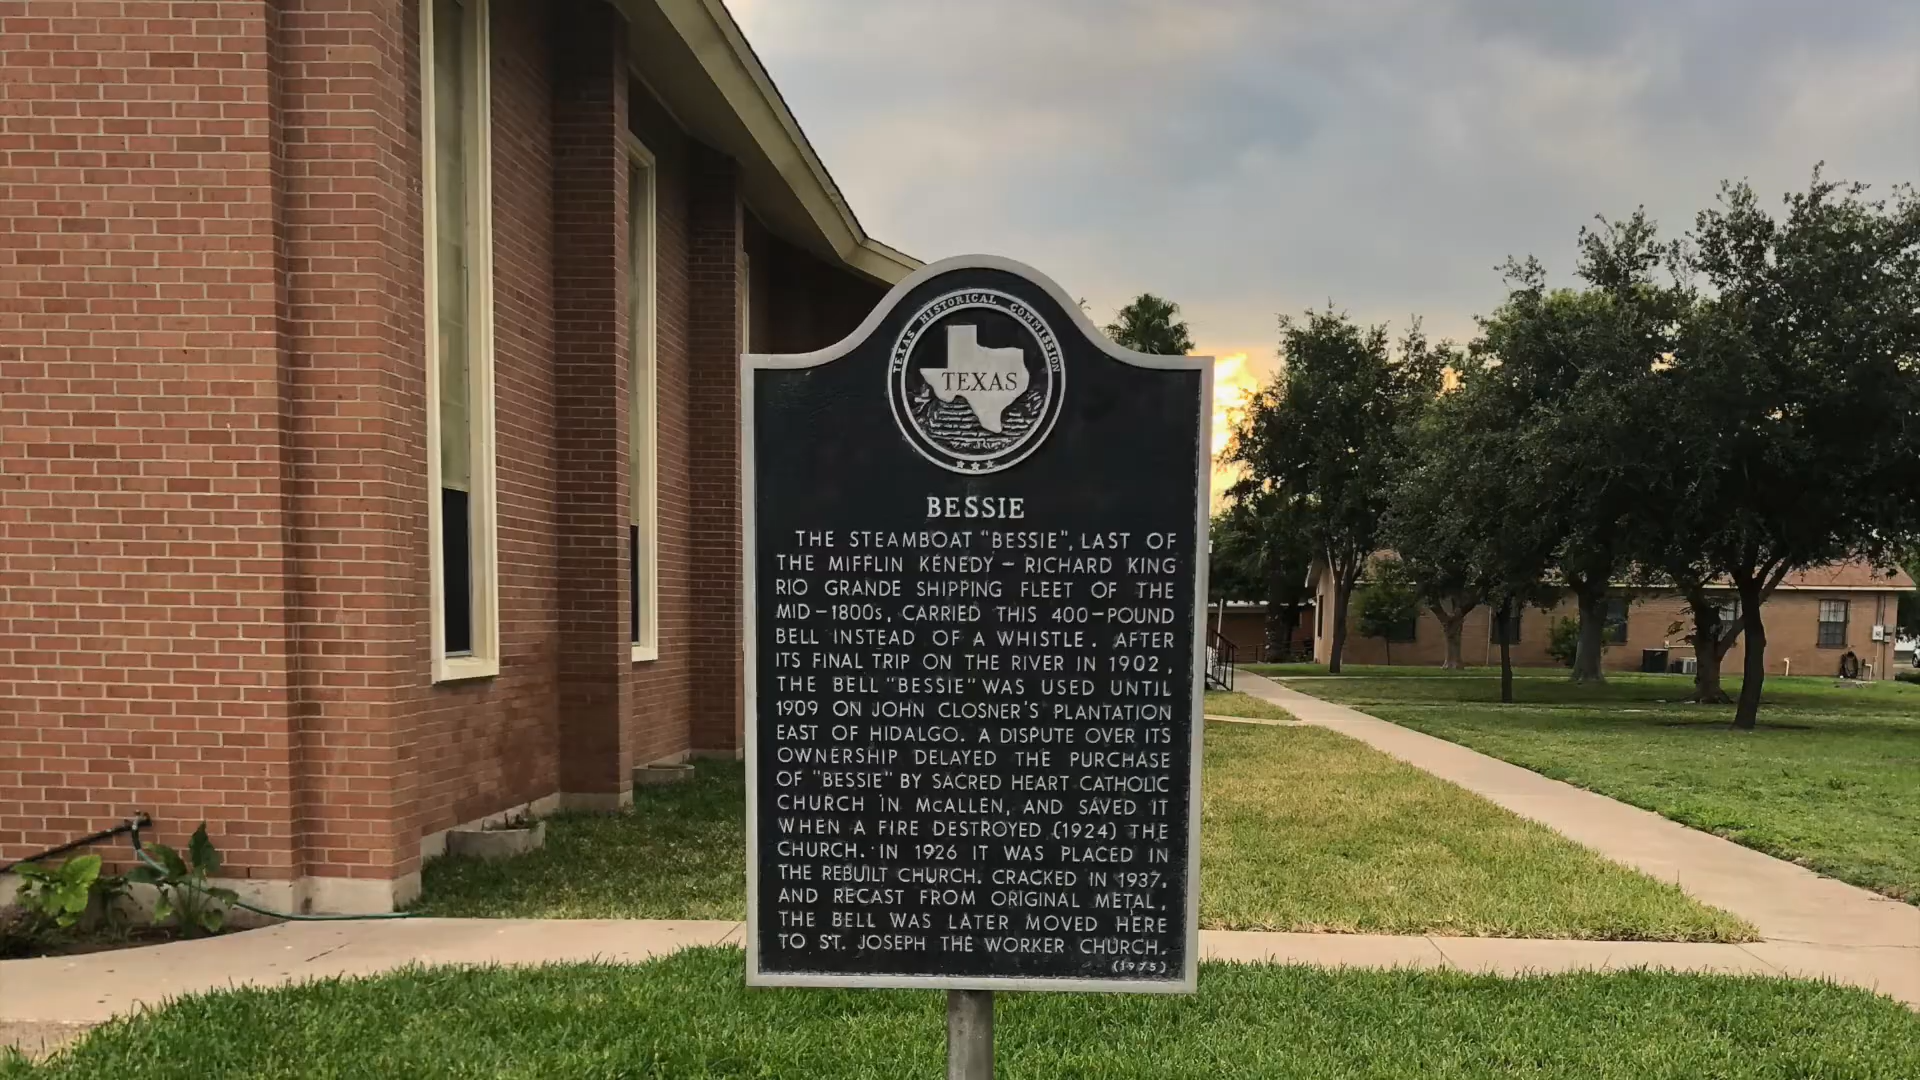 TEXAS HISTORICAL COMMISSION
TEXAS
BESSIE
THE STEAMBOAT "BESSIE", LAST OF
THE MIFFLIN KENEDY – RICHARD KING
RIO GRANDE SHIPPING FLEET OF THE
MID – 1800s, CARRIED THIS 400-POUND
BELL INSTEAD OF A WHISTLE. AFTER
ITS FINAL TRIP ON THE RIVER IN 1902,
THE BELL "BESSIE" WAS USED UNTIL
1909 ON JOHN CLOSNER'S PLANTATION
EAST OF HIDALGO. A DISPUTE OVER ITS
OWNERSHIP DELAYED THE PURCHASE
OF "BESSIE" BY SACRED HEART CATHOLIC
CHURCH IN McALLEN, AND SAVED IT
WHEN A FIRE DESTROYED (1924) THE
CHURCH. IN 1926 IT WAS PLACED IN
THE REBUILT CHURCH. CRACKED IN 1937,
AND RECAST FROM ORIGINAL METAL,
THE BELL WAS LATER MOVED HERE
TO ST. JOSEPH THE WORKER CHURCH.
(1975)